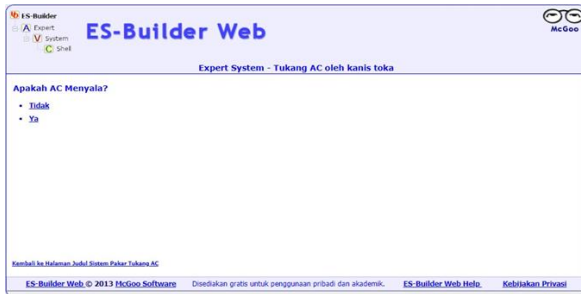 ES-Builder
A Expert
V System
C Shell
ES-Builder Web
McGoo
Expert System - Tukang AC oleh kanis toka
Apakah AC Menyala?
Tidak
Ya
Kembali ke Halaman Judul Sistem Pakar Tukang AC
ES-Builder Web © 2013 McGoo Software Disediakan gratis untuk penggunaan pribadi dan akademik. ES-Builder Web Help Kebijakan Privasi